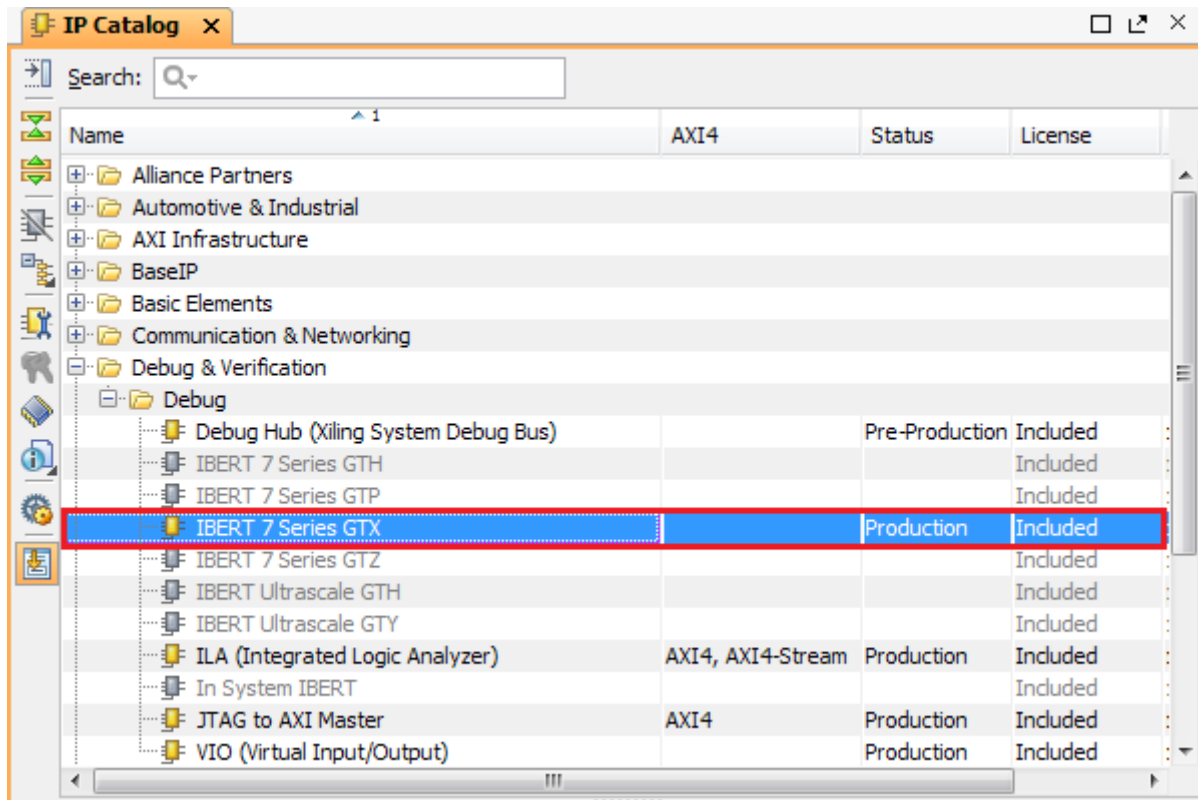 IP Catalog
Search:
1
Name AXI4 Status License
Alliance Partners
Automotive & Industrial
AXI Infrastructure
BaseIP
Basic Elements
Communication & Networking
Debug & Verification
Debug
Debug Hub (Xiling System Debug Bus) Pre-Production Included
IBERT 7 Series GTH Included
IBERT 7 Series GTP Included
IBERT 7 Series GTX Production Included
IBERT 7 Series GTZ Included
IBERT Ultrascale GTH Included
IBERT Ultrascale GTY Included
ILA (Integrated Logic Analyzer) AXI4, AXI4-Stream Production Included
In System IBERT Included
JTAG to AXI Master AXI4 Production Included
VIO (Virtual Input/Output) Production Included